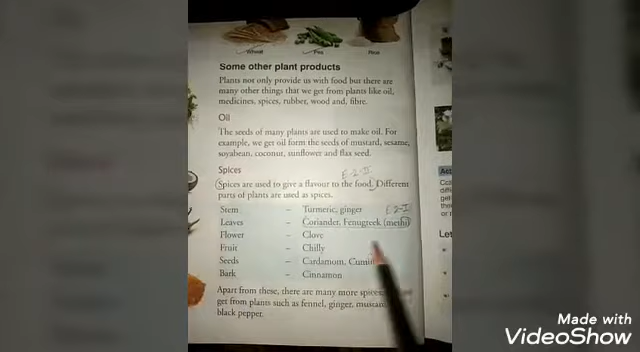 Wheat Pea Rice
Some other plant products
Plants not only provide us with food but there are
many other things that we get from plants like oil,
medicines, spices, rubber, wood and, fibre.
Oil
The seeds of many plants are used to make oil. For
example, we get oil form the seeds of mustard, sesame,
soyabean, coconut, sunflower and flax seed.
Spices
Spices are used to give a flavour to the food. Different
parts of plants are used as spices.
Stem – Turmeric, ginger
Leaves – Coriander, Fenugreek (methi)
Flower – Clove
Fruit – Chilly
Seeds – Cardamom,
Bark – Cinnamon
Apart from these, there are many more spices
get from plants such as fennel, ginger,
black pepper.
Made with
VideoShow